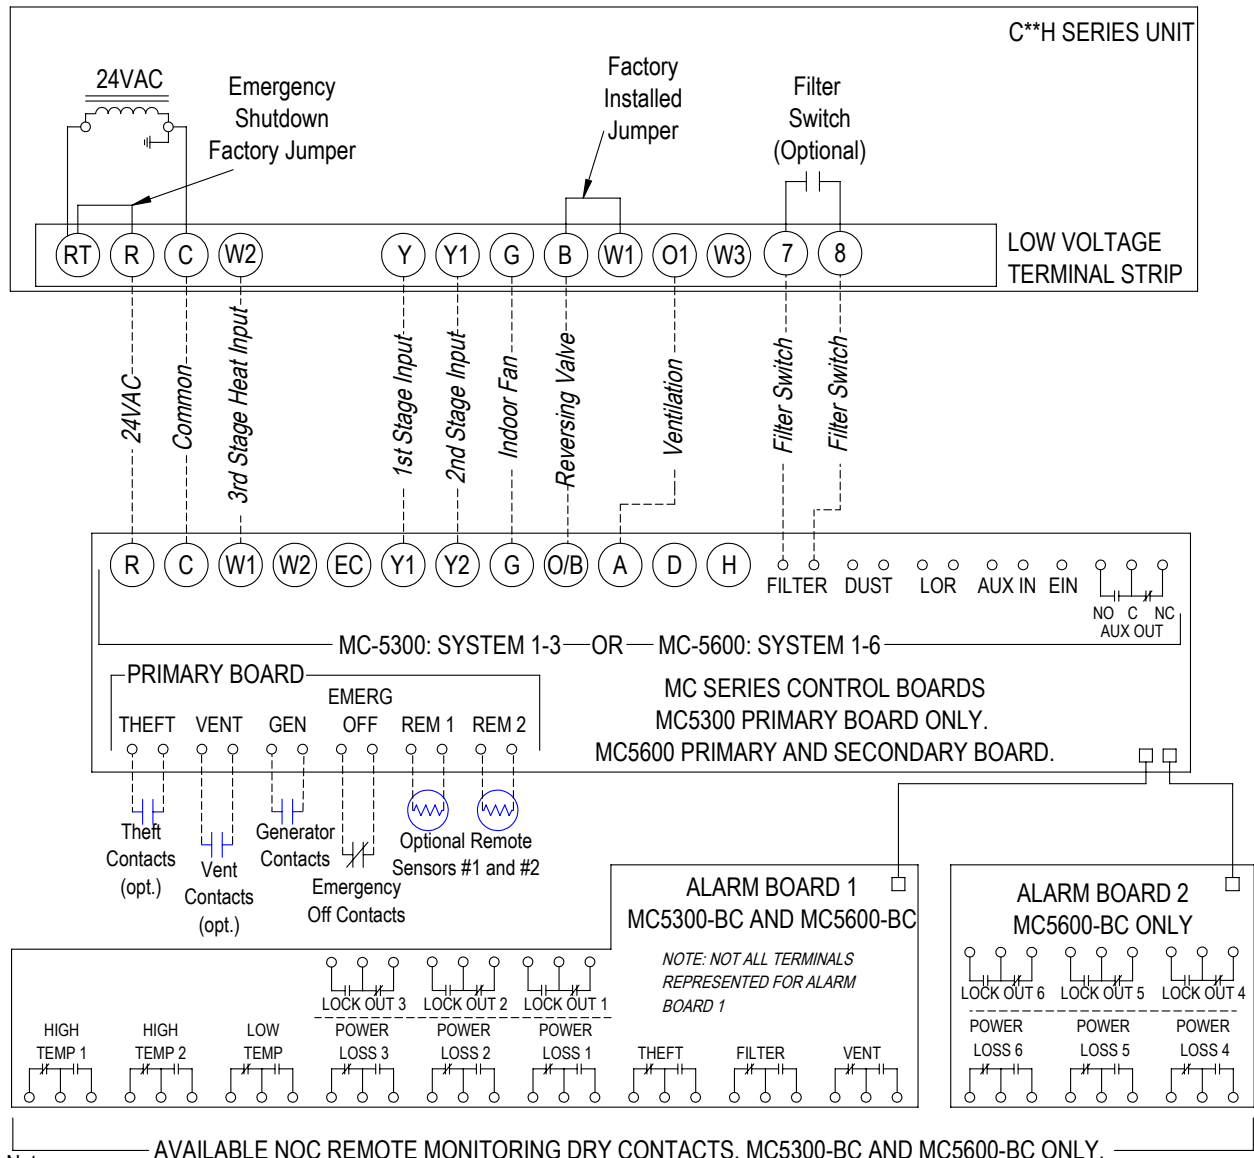 C**H SERIES UNIT
24VAC
Emergency
Shutdown
Factory Jumper
Factory
Installed
Jumper
Filter
Switch
(Optional)
RT R C W2 Y Y1 G B W1 O1 W3 7 8
LOW VOLTAGE
TERMINAL STRIP
24VAC
Common
3rd Stage Heat Input
1st Stage Input
2nd Stage Input
Indoor Fan
Reversing Valve
Ventilation
Filter Switch
Filter Switch
R C W1 W2 EC Y1 Y2 G O/B A D H
FILTER DUST LOR AUX IN EIN
NO C NC
AUX OUT
MC-5300: SYSTEM 1-3 OR MC-5600: SYSTEM 1-6
PRIMARY BOARD
THEFT VENT GEN
EMERG
OFF
REM 1 REM 2
MC SERIES CONTROL BOARDS
MC5300 PRIMARY BOARD ONLY.
MC5600 PRIMARY AND SECONDARY BOARD.
Theft
Contacts
(opt.)
Vent
Contacts
(opt.)
Generator
Contacts
Emergency
Off Contacts
Optional Remote
Sensors #1 and #2
ALARM BOARD 1
MC5300-BC AND MC5600-BC
NOTE: NOT ALL TERMINALS
REPRESENTED FOR ALARM
BOARD 1
ALARM BOARD 2
MC5600-BC ONLY
LOCK OUT 3 LOCK OUT 2 LOCK OUT 1
LOCK OUT 6 LOCK OUT 5 LOCK OUT 4
HIGH
TEMP 1
HIGH
TEMP 2
LOW
TEMP
POWER
LOSS 3
POWER
LOSS 2
POWER
LOSS 1
THEFT
FILTER
VENT
POWER
LOSS 6
POWER
LOSS 5
POWER
LOSS 4
AVAILABLE NOC REMOTE MONITORING DRY CONTACTS. MC5300-BC AND MC5600-BC ONLY.